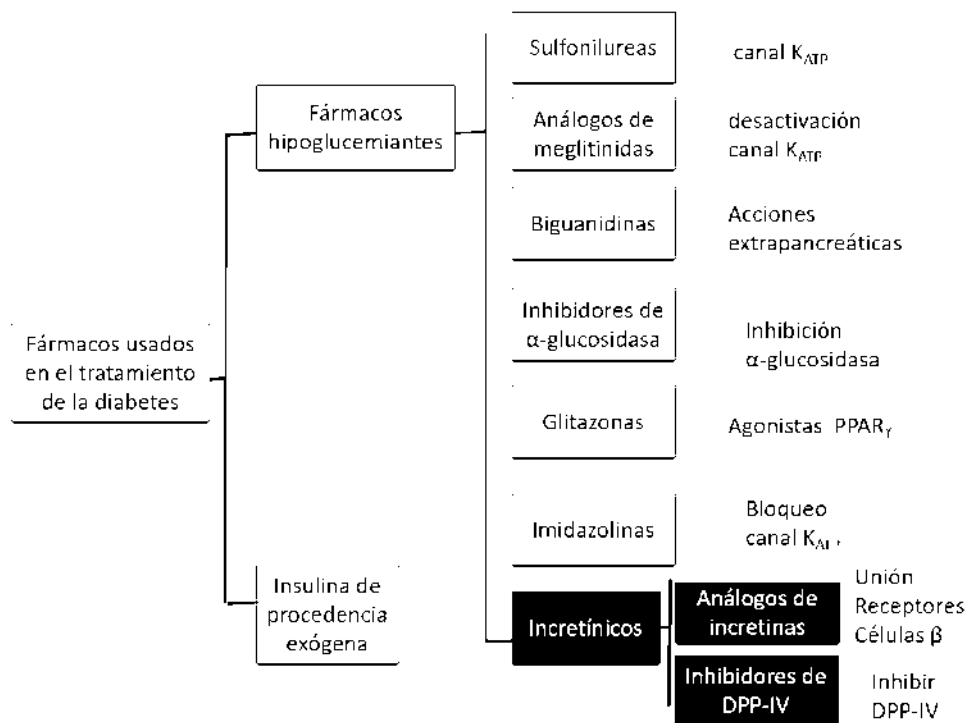 Sulfonilureas
canal K_ATP
Fármacos
hipoglucemiantes
Análogos de
meglitinidas
desactivación
canal K_ATP
Biguanidinas
Acciones
extrapancreáticas
Inhibidores de
α-glucosidasa
Inhibición
α-glucosidasa
Fármacos usados
en el tratamiento
de la diabetes
Glitazonas
Agonistas PPARγ
Imidazolinas
Bloqueo
canal
Insulina de
procedencia
exógena
Incretínicos
Análogos de
incretinas
Unión
Receptores
Células β
Inhibidores de
DPP-IV
Inhibir
DPP-IV